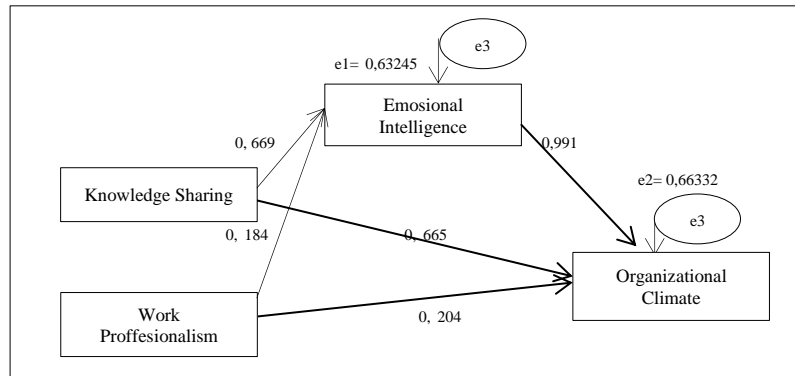 e3
e1= 0,63245
Emosional
Intelligence
0, 669
0,991
e2= 0,66332
Knowledge Sharing
e3
0, 184
0,665
Organizational
Climate
Work
Proffesionalism
0, 204